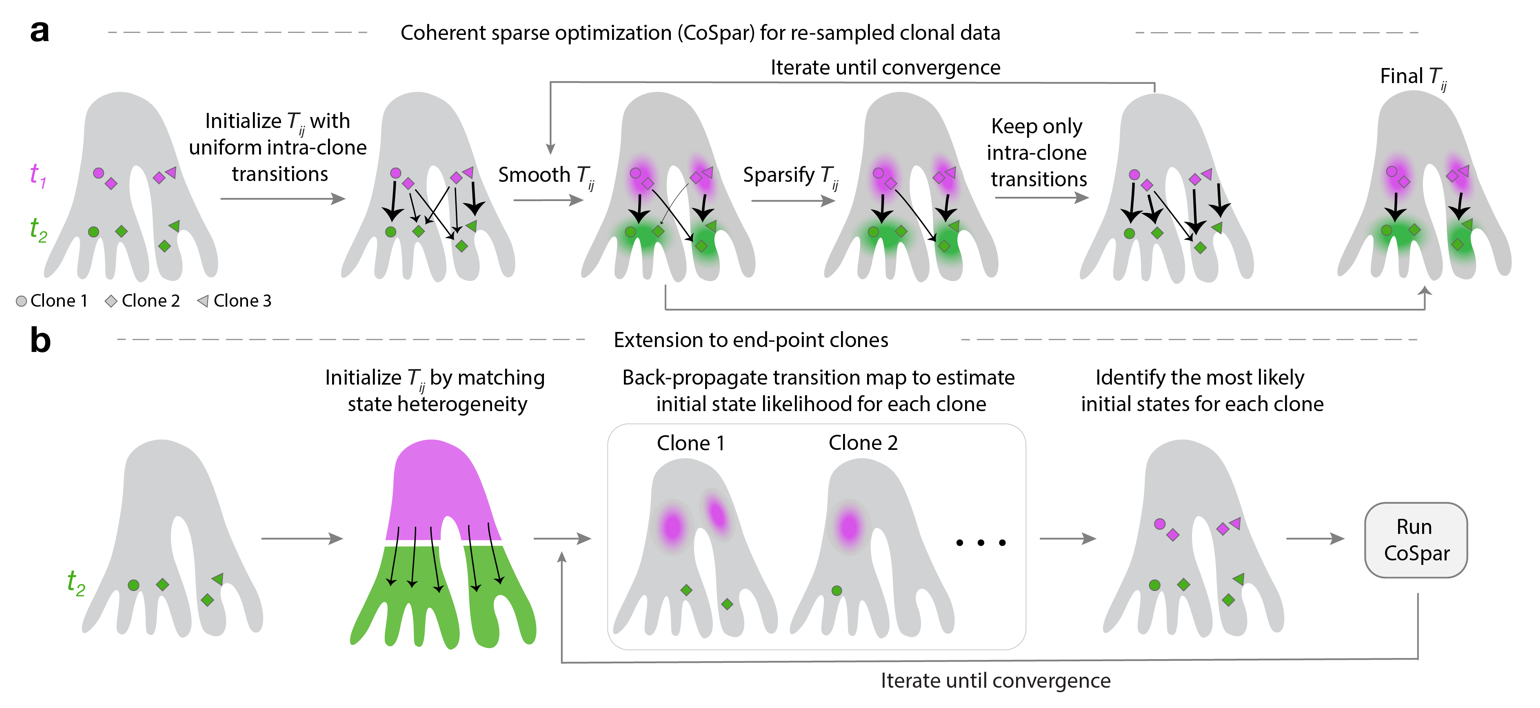 a
Coherent sparse optimization (CoSpar) for re-sampled clonal data
Iterate until convergence
Final Tij
Initialize Tij with
uniform intra-clone
transitions
Smooth Tij
Sparsify Tij
Keep only
intra-clone
transitions
t1
t2
Clone 1
Clone 2
Clone 3
b
Extension to end-point clones
Initialize Tij by matching
state heterogeneity
Back-propagate transition map to estimate
initial state likelihood for each clone
Identify the most likely
initial states for each clone
Clone 1
Clone 2
• • •
Run
CoSpar
t2
Iterate until convergence